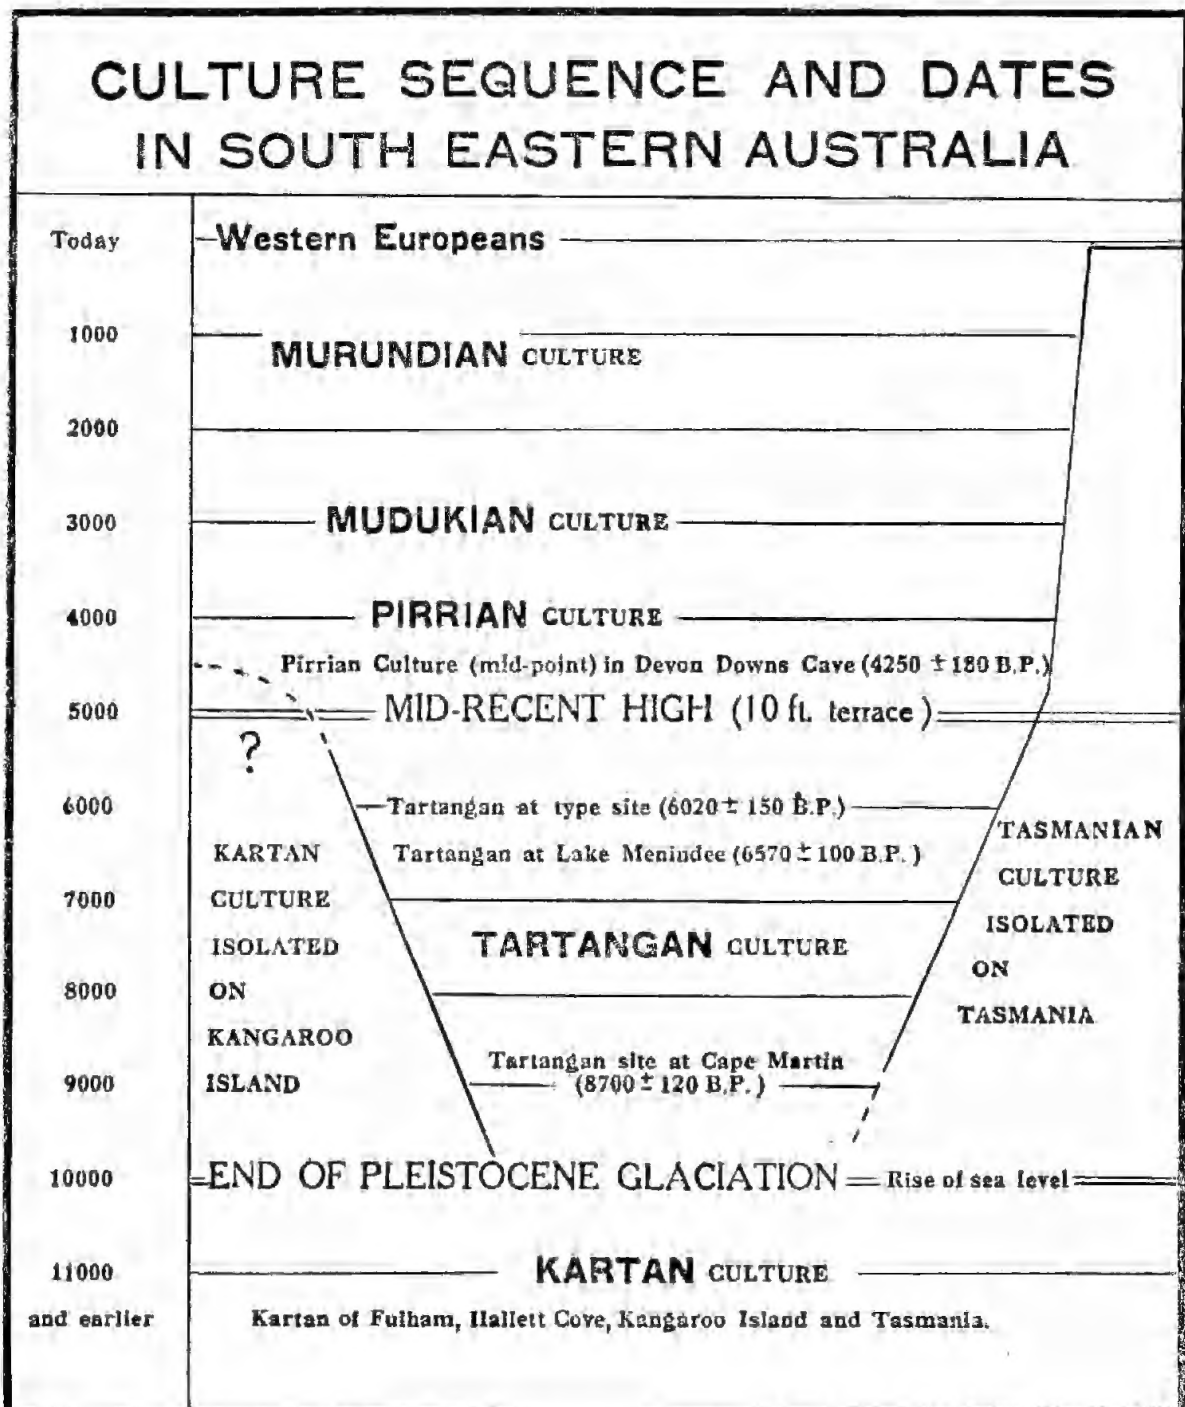 CULTURE SEQUENCE AND DATES
IN SOUTH EASTERN AUSTRALIA
Today Western Europeans
1000
MURUNDIAN CULTURE
2000
3000 MUDUKIAN CULTURE
4000 PIRRIAN CULTURE
Pirrian Culture (mid-point) in Devon Downs Cave (4250 ± 180 B.P.)
5000 MID-RECENT HIGH (10 ft. terrace)
?
6000 Tartangan at type site (6020 ± 150 B.P.)
Tartangan at Lake Menindee (6570 ± 100 B.P.)
7000
TARTANGAN CULTURE
8000
Tartangan site at Cape Martin
9000 (8700 ± 120 B.P.)
KARTAN
CULTURE
ISOLATED
ON
KANGAROO
ISLAND
TASMANIAN
CULTURE
ISOLATED
ON
TASMANIA
10000 END OF PLEISTOCENE GLACIATION Rise of sea level
11000 KARTAN CULTURE
and earlier Kartan of Fulham, Hallett Cove, Kangaroo Island and Tasmania.